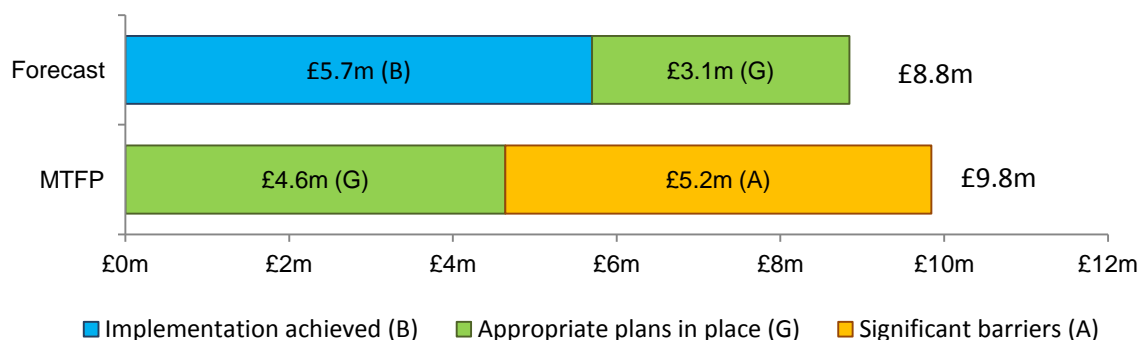 Forecast £5.7m (B) £3.1m (G) £8.8m
MTFP £4.6m (G) £5.2m (A) £9.8m
£0m £2m £4m £6m £8m £10m £12m
Implementation achieved (B) Appropriate plans in place (G) Significant barriers (A)